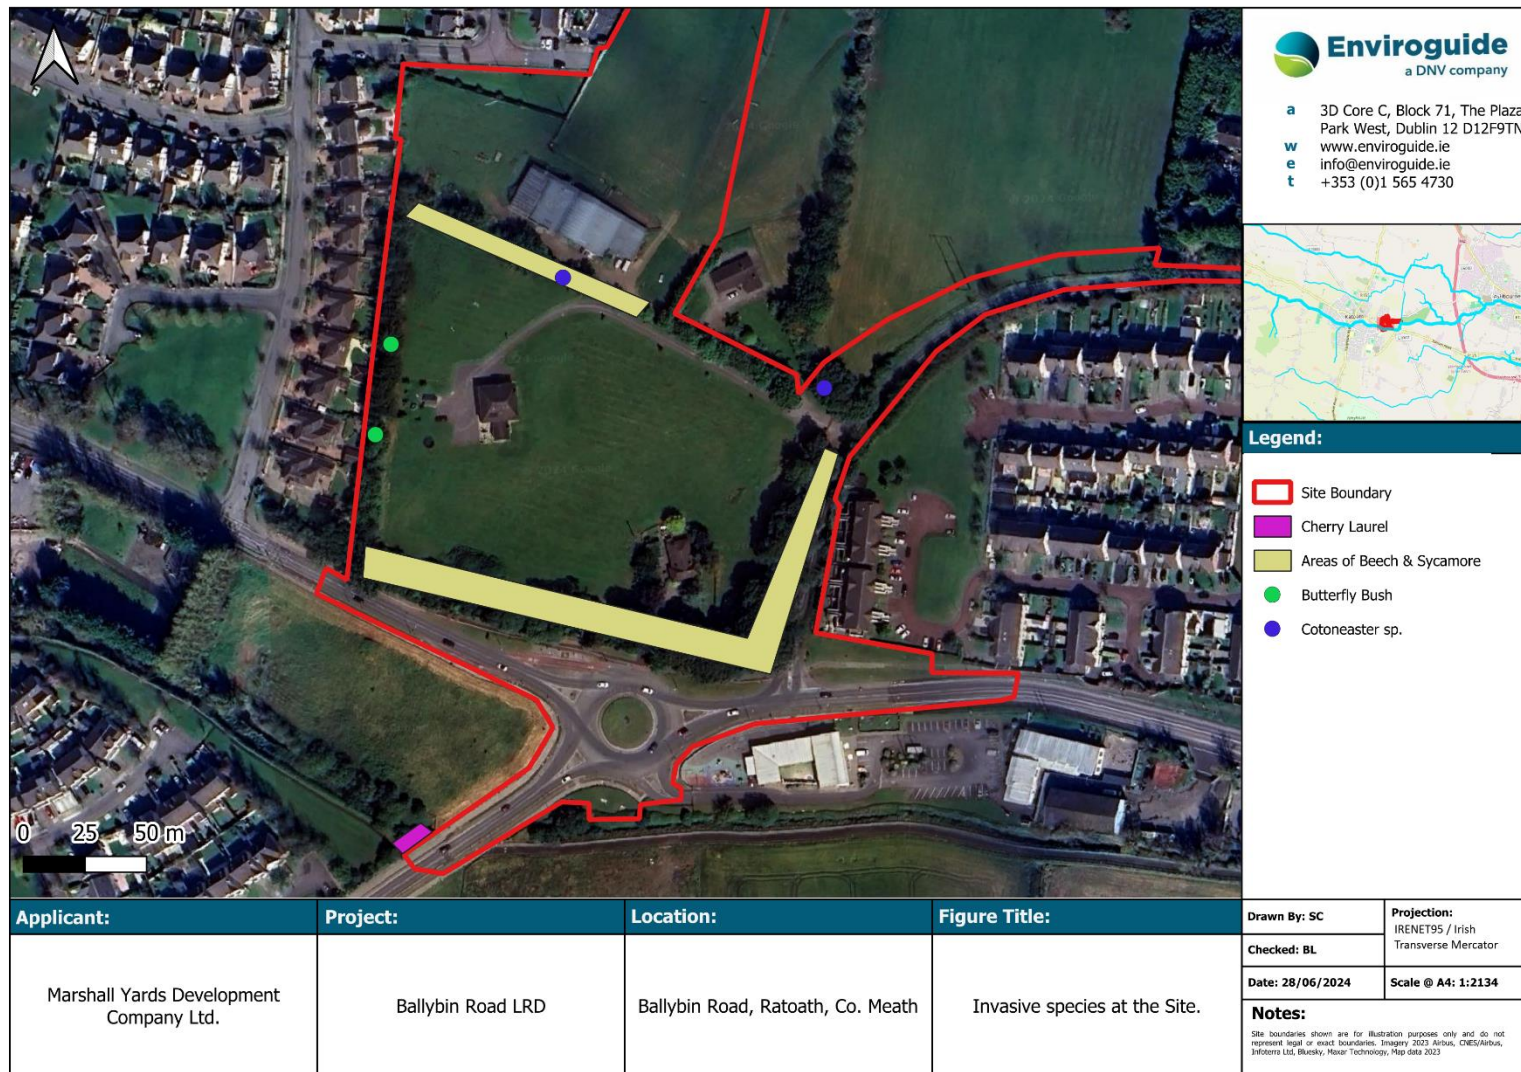 Enviroguide
a DNV company
a 3D Core C, Block 71, The Plaza
Park West, Dublin 12 D12F9TN
w www.enviroguide.ie
e info@enviroguide.ie
t +353 (0)1 565 4730
Legend:
Site Boundary
Cherry Laurel
Areas of Beech & Sycamore
Butterfly Bush
Cotoneaster sp.
0 25 50 m
Applicant:
Marshall Yards Development
Company Ltd.
Project:
Ballybin Road LRD
Location:
Ballybin Road, Ratoath, Co. Meath
Figure Title:
Invasive species at the Site.
Drawn By: SC
Checked: BL
Date: 28/06/2024
Projection:
IRENET95 / Irish
Transverse Mercator
Scale @ A4: 1:2134
Notes:
Site boundaries shown are for illustration purposes only and do not
represent legal or exact boundaries. Imagery 2023 Airbus, CNES/Airbus,
Infoterra Ltd, Bluesky, Maxar Technology, Map data 2023